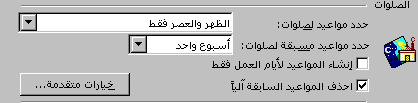 الصلوات
حدد مواعيد لصلوات: الظهر والعصر فقط
حدد مواعيد مسبقة لصلوات: أسبوع واحد
إنشاء المواعيد لأيام العمل فقط
احذف المواعيد السابقة آلياً
خيارات متقدمة...